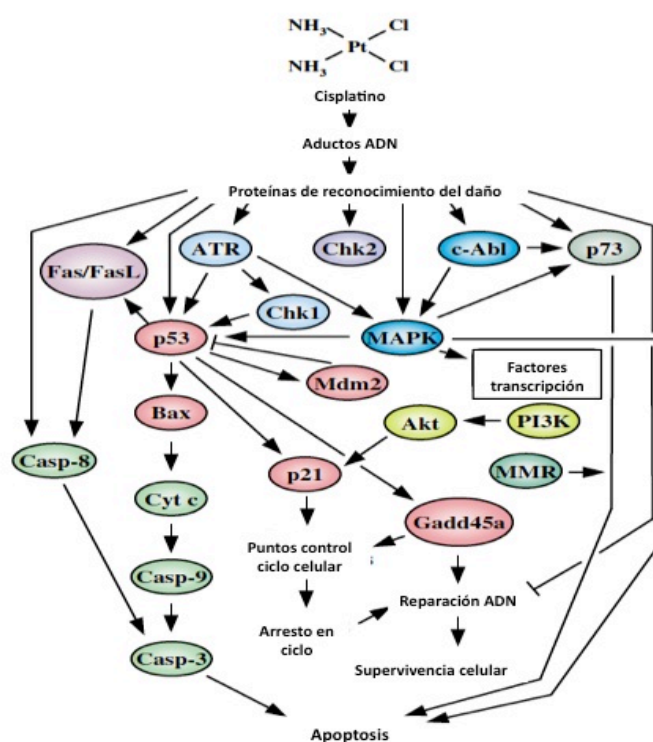 NH₃ Cl
Pt
NH₃ Cl
Cisplatino
Aductos ADN
Proteínas de reconocimiento del daño
Fas/FasL
ATR
Chk2
c-Abl
p73
Chk1
p53
MAPK
Mdm2
Factores
transcripción
Bax
Akt
PI3K
Casp-8
p21
MMR
Cyt c
Gadd45a
Puntos control
ciclo celular
Casp-9
Reparación ADN
Arresto en
ciclo
Casp-3
Supervivencia celular
Apoptosis